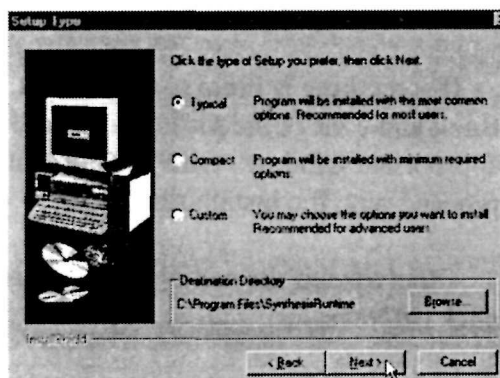 Setup Type
Click the type of Setup you prefer, then click Next.
Typical Program will be installed with the most common
options. Recommended for most users.
Compact Program will be installed with minimum required
options.
Custom You may choose the options you want to install
Recommended for advanced users.
Destination Directory
C:\Program Files\SynthesisRuntime
Browse...
InstallShield
< Back
Next >
Cancel